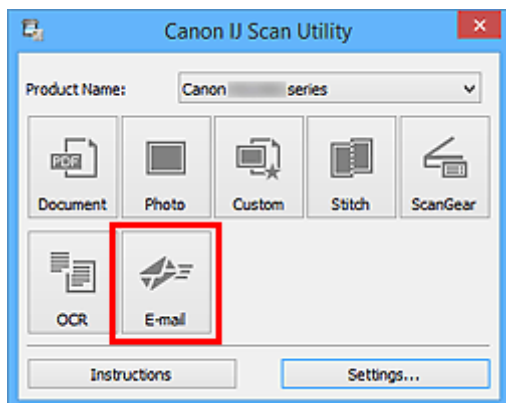 Canon IJ Scan Utility
Product Name: Canon series
PDF
Document Photo Custom Stitch ScanGear
OCR E-mail
Instructions Settings...